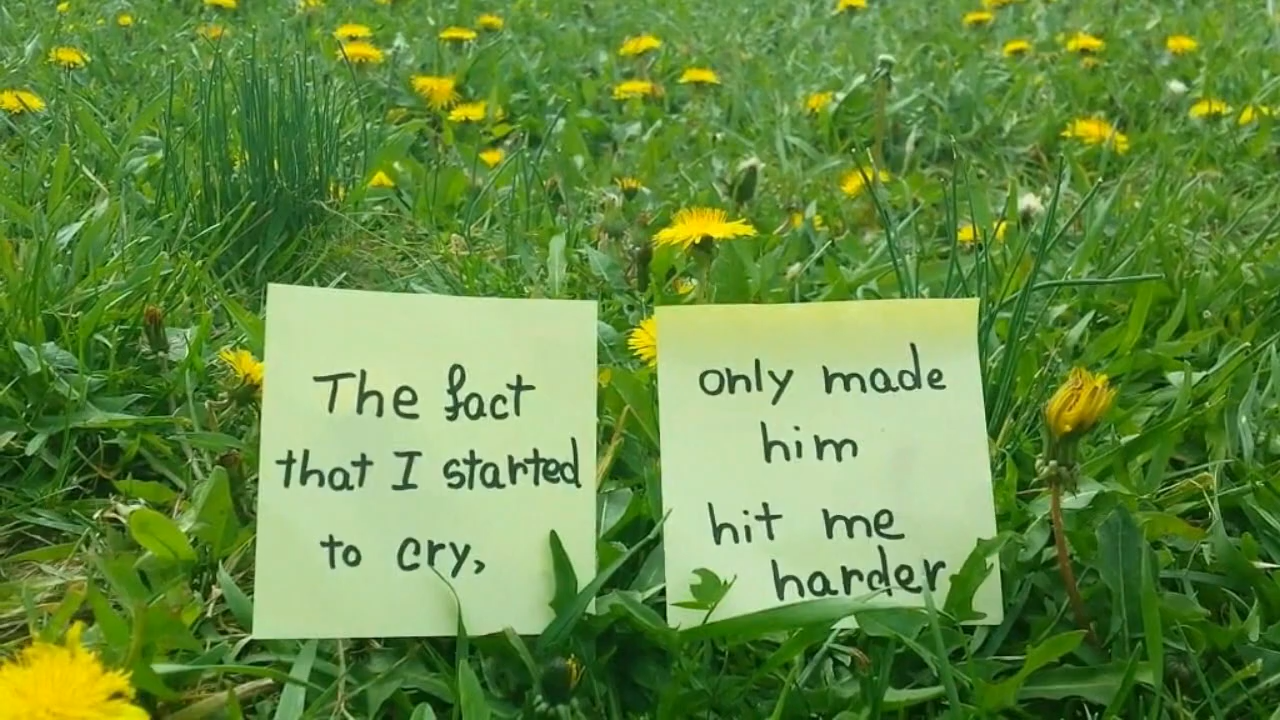 The fact
that I started
to cry,
only made
him
hit me
harder